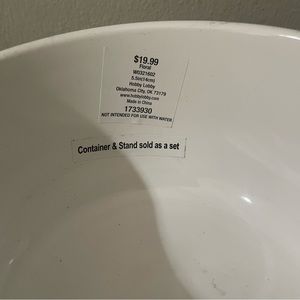 $19.99
Floral
W0321602
5.5in(14cm)
Hobby Lobby
Oklahoma City, OK 73179
www.hobbylobby.com
Made in China
1733930
NOT INTENDED FOR USE WITH WATER
Container & Stand sold as a set